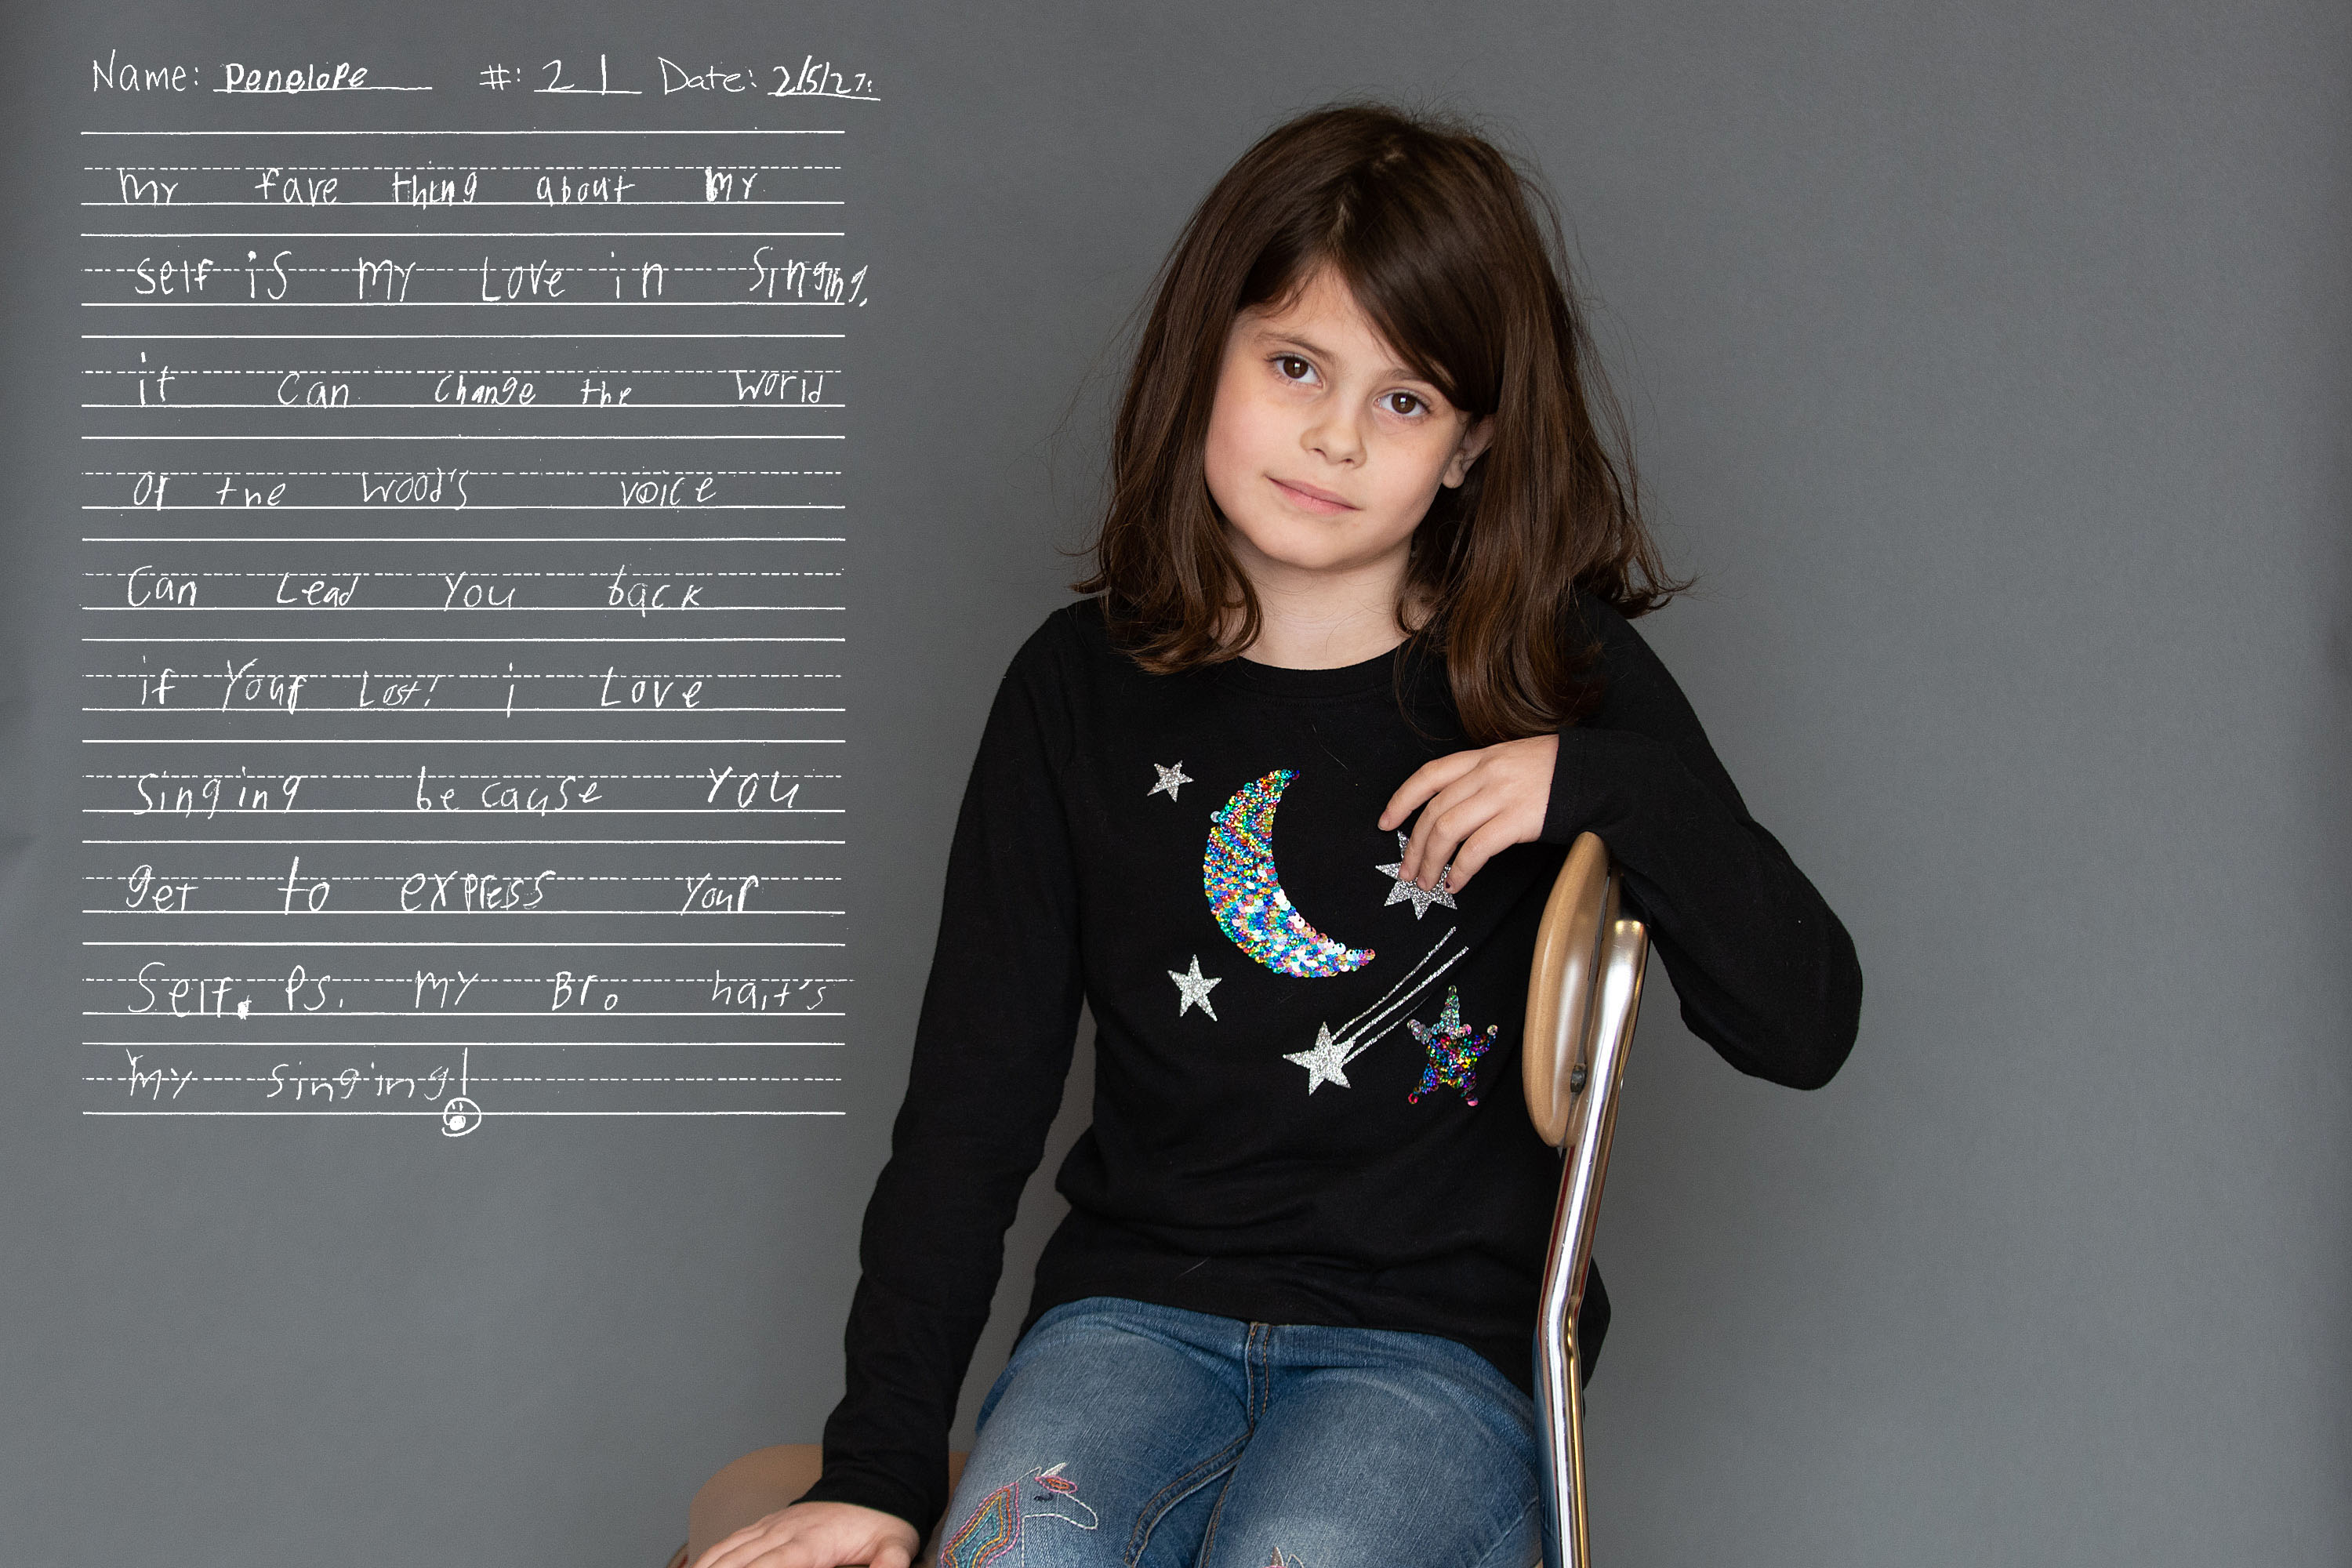 Name: Penelope #: 21 Date: 2/5/27
my fave thing about my
self is my Love in Singing,
it can change the world
of the wood's voice
Can Lead you back
if your Lost! i Love
Singing because you
get to express your
Self. Ps. my Bro hait's
my singing!